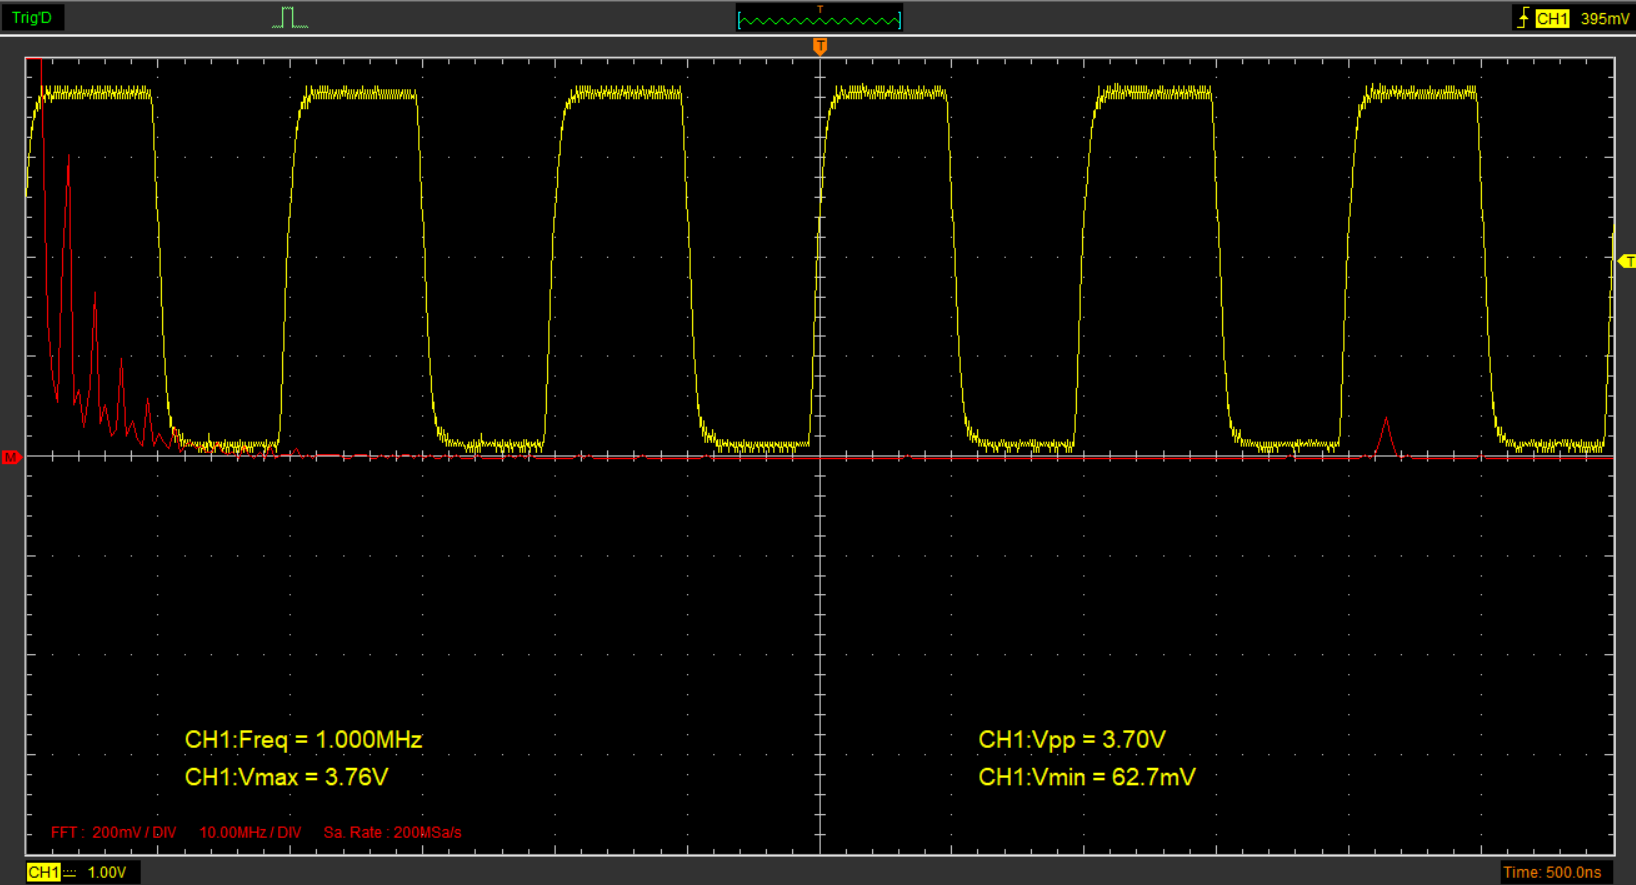 Trig'D
T
CH1 395mV
T
T
M
CH1:Freq = 1.000MHz
CH1:Vpp = 3.70V
CH1:Vmax = 3.76V
CH1:Vmin = 62.7mV
FFT : 200mV / DIV 10.00MHz / DIV Sa. Rate : 200MSa/s
CH1 1.00V
Time: 500.0ns